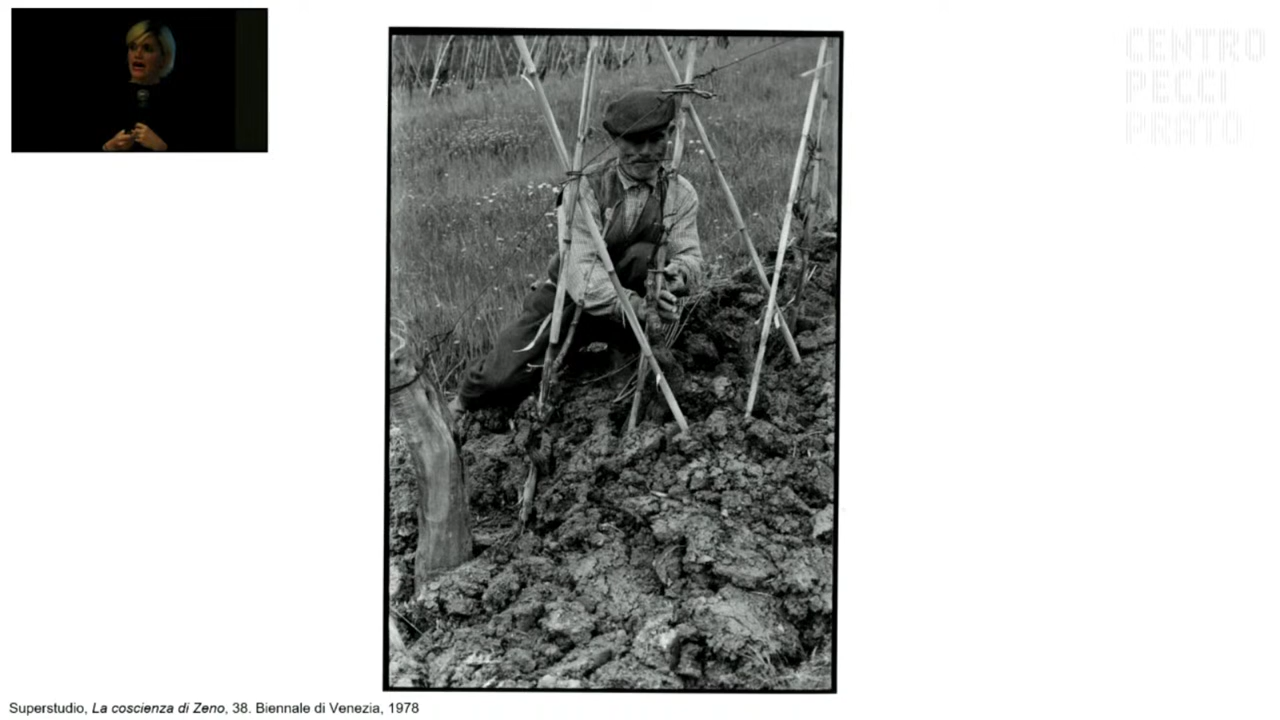 CENTRO
PECCI
PRATO
Superstudio, La coscienza di Zeno, 38. Biennale di Venezia, 1978